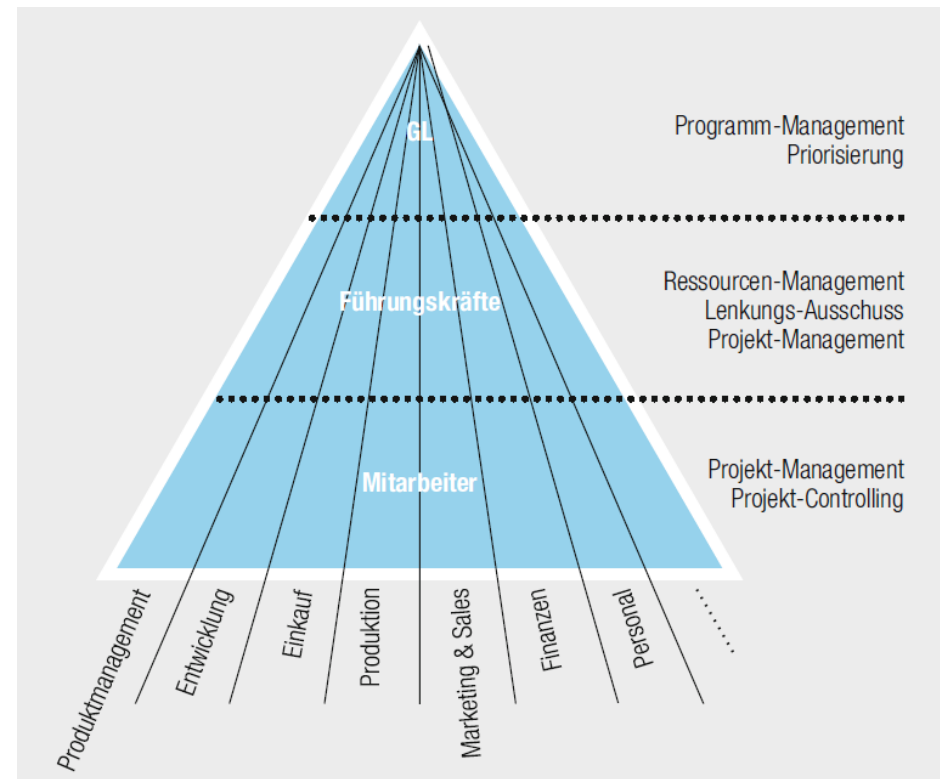 GL
Programm-Management
Priorisierung
Führungskräfte
Ressourcen-Management
Lenkungs-Ausschuss
Projekt-Management
Mitarbeiter
Projekt-Management
Projekt-Controlling
Produktmanagement
Entwicklung
Einkauf
Produktion
Marketing & Sales
Finanzen
Personal
........